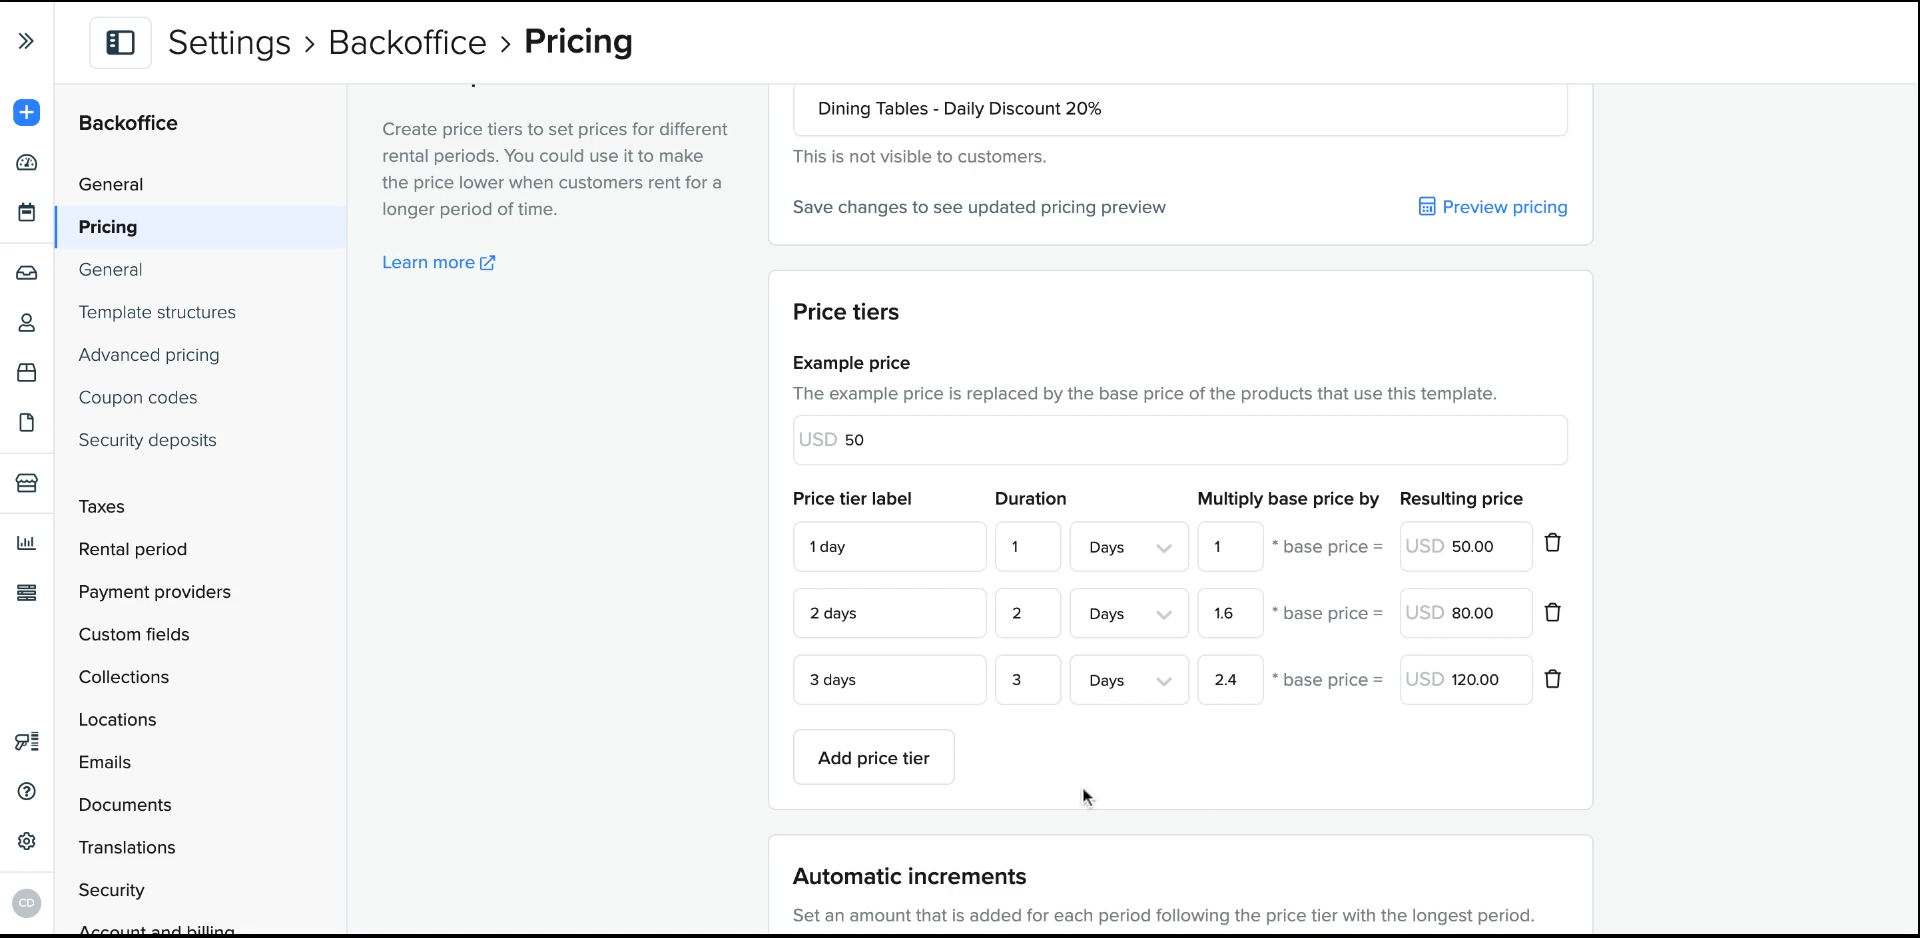 Settings > Backoffice > Pricing
Backoffice
General
Pricing
General
Template structures
Advanced pricing
Coupon codes
Security deposits
Taxes
Rental period
Payment providers
Custom fields
Collections
Locations
Emails
Documents
Translations
Security
Account and billing
CD
Create price tiers to set prices for different
rental periods. You could use it to make
the price lower when customers rent for a
longer period of time.
Learn more
Dining Tables - Daily Discount 20%
This is not visible to customers.
Save changes to see updated pricing preview Preview pricing
Price tiers
Example price
The example price is replaced by the base price of the products that use this template.
USD 50
Price tier label Duration Multiply base price by Resulting price
1 day 1 Days 1 * base price = USD 50.00
2 days 2 Days 1.6 * base price = USD 80.00
3 days 3 Days 2.4 * base price = USD 120.00
Add price tier
Automatic increments
Set an amount that is added for each period following the price tier with the longest period.